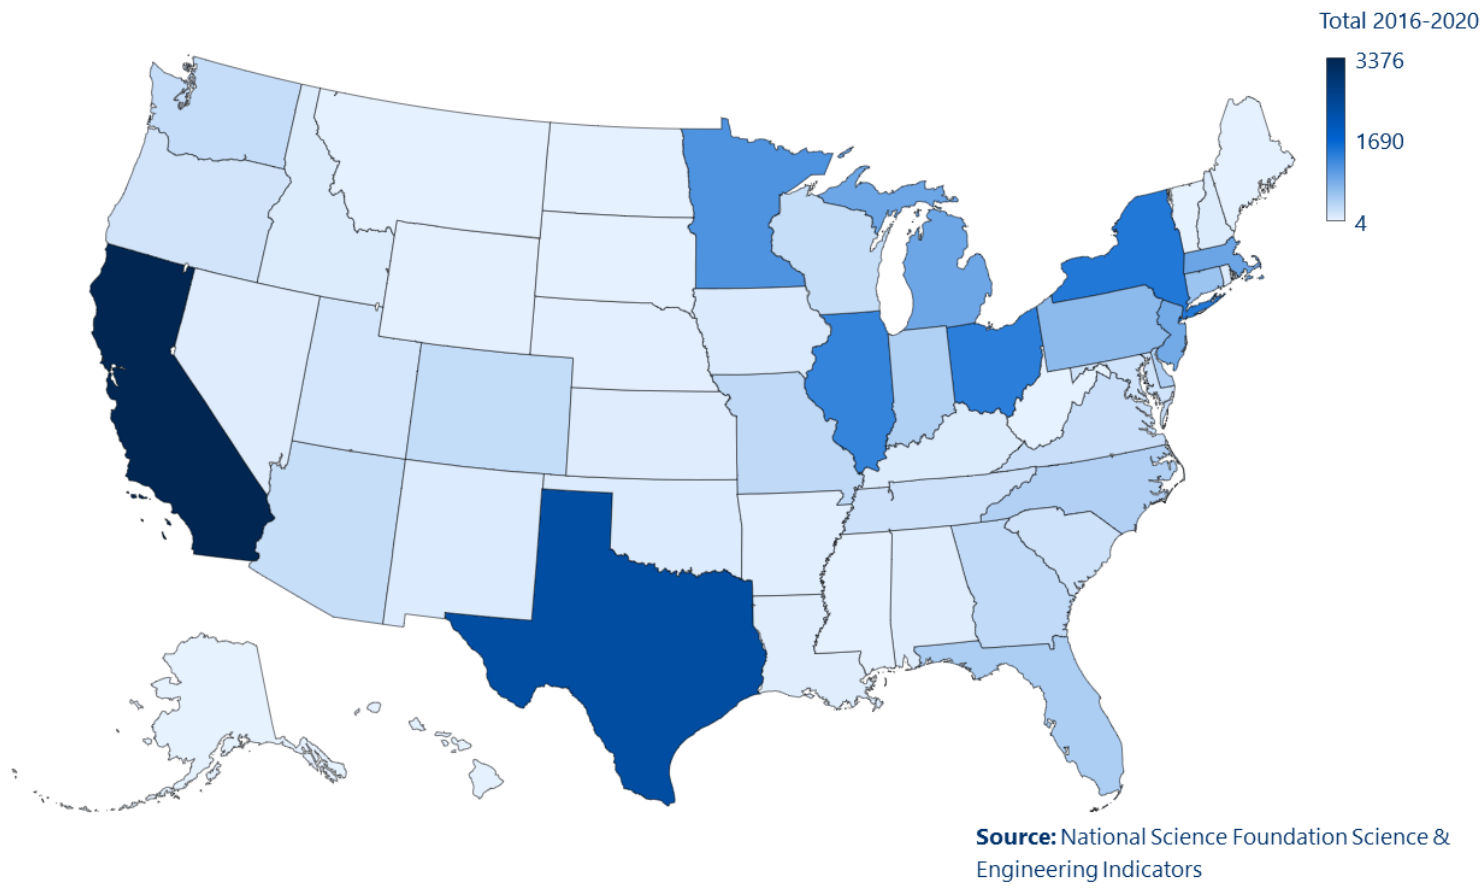 Total 2016-2020
3376
1690
4
Source: National Science Foundation Science &
Engineering Indicators